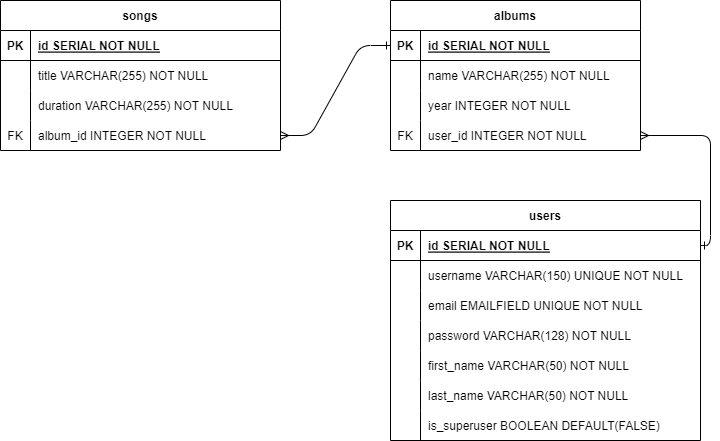 songs
PK id SERIAL NOT NULL
title VARCHAR(255) NOT NULL
duration VARCHAR(255) NOT NULL
FK album_id INTEGER NOT NULL
albums
PK id SERIAL NOT NULL
name VARCHAR(255) NOT NULL
year INTEGER NOT NULL
FK user_id INTEGER NOT NULL
users
PK id SERIAL NOT NULL
username VARCHAR(150) UNIQUE NOT NULL
email EMAILFIELD UNIQUE NOT NULL
password VARCHAR(128) NOT NULL
first_name VARCHAR(50) NOT NULL
last_name VARCHAR(50) NOT NULL
is_superuser BOOLEAN DEFAULT(FALSE)